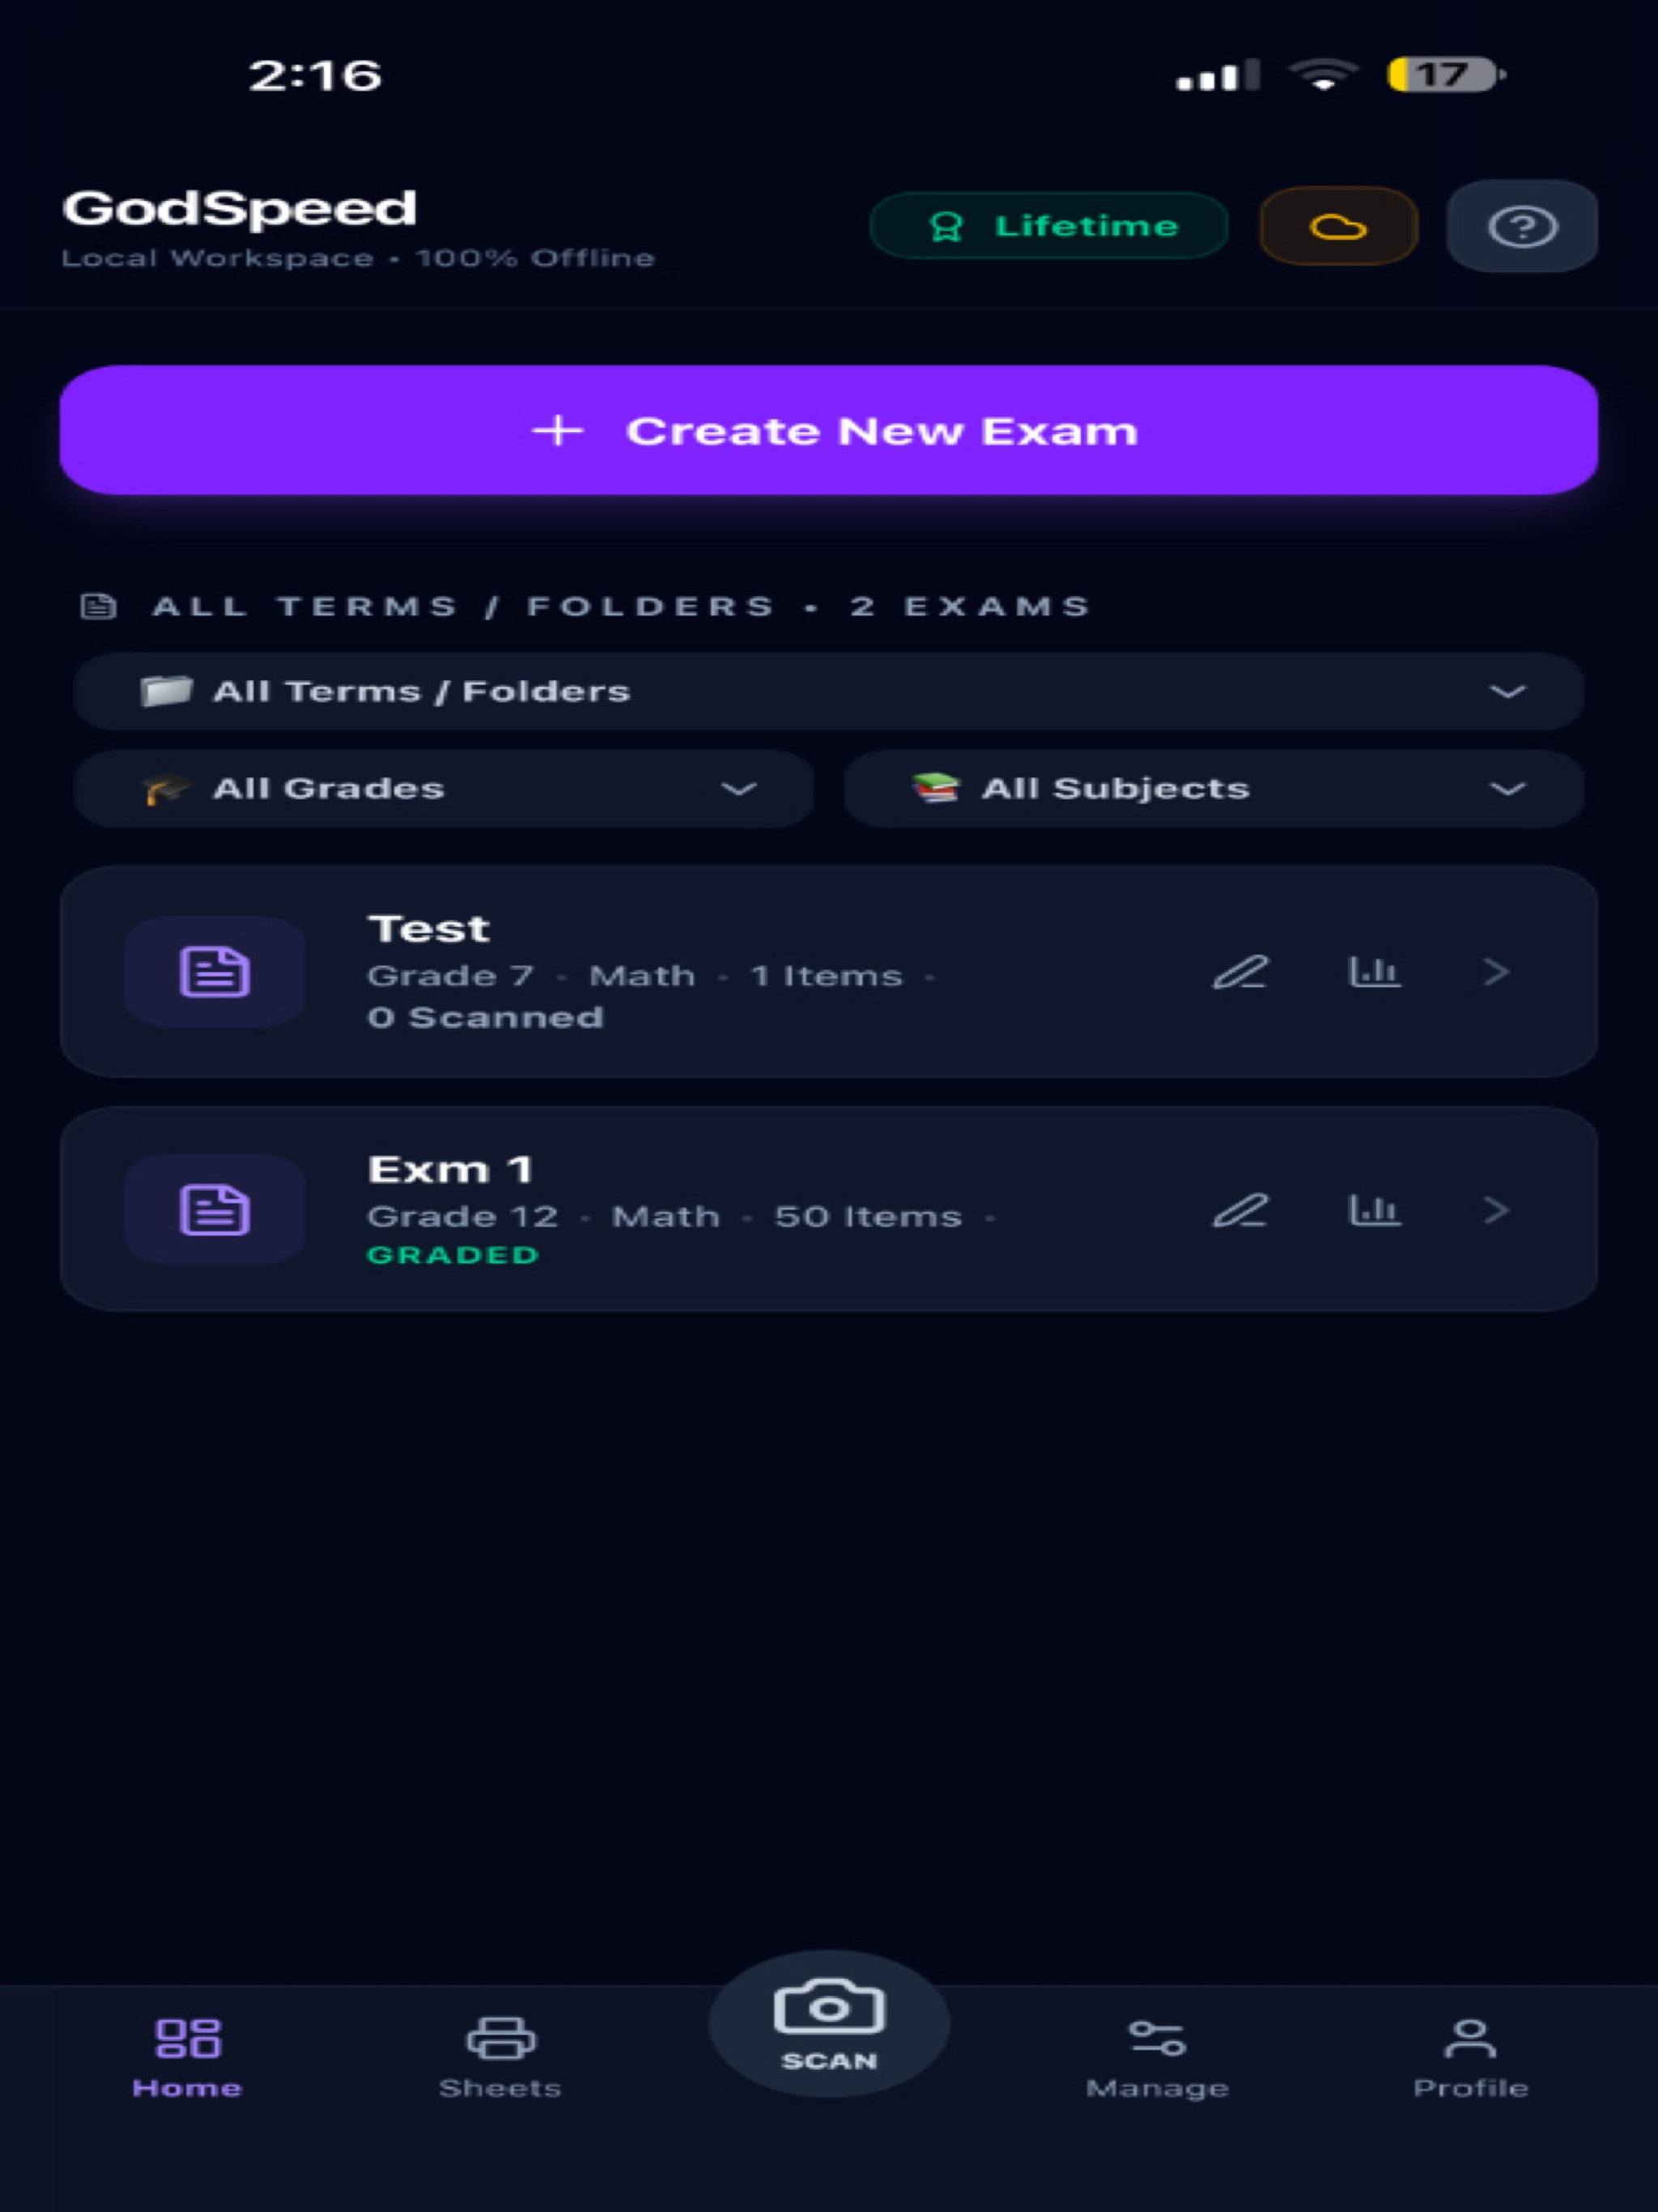 2:16
17
GodSpeed
Local Workspace • 100% Offline
Lifetime
+ Create New Exam
ALL TERMS / FOLDERS • 2 EXAMS
All Terms / Folders
All Grades
All Subjects
Test
Grade 7 · Math · 1 Items ·
0 Scanned
Exm 1
Grade 12 · Math · 50 Items ·
GRADED
SCAN
Home
Sheets
Manage
Profile